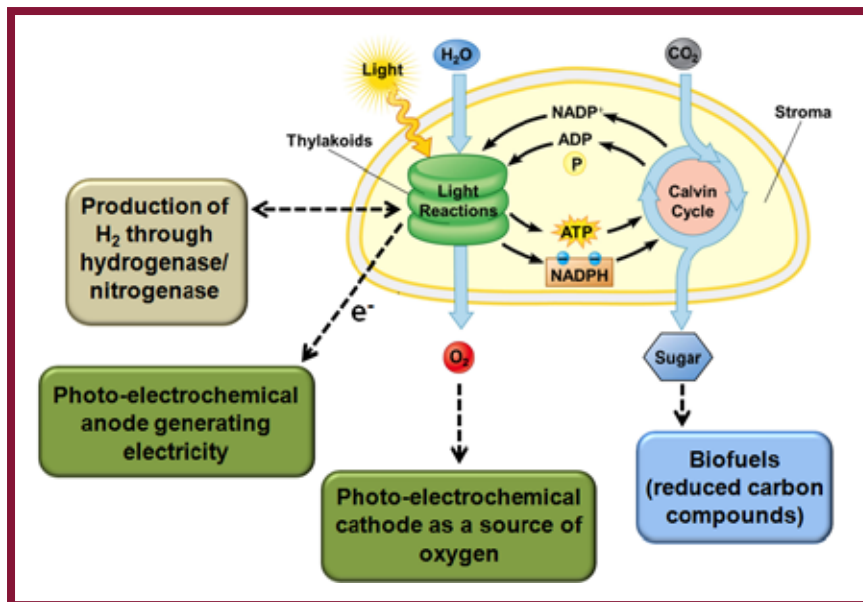 Light
H₂O
CO₂
Thylakoids
NADP⁺
ADP
P
Stroma
Light
Reactions
Calvin
Cycle
ATP
NADPH
Production of
H₂ through
hydrogenase/
nitrogenase
e⁻
O₂
Sugar
Photo-electrochemical
anode generating
electricity
Photo-electrochemical
cathode as a source of
oxygen
Biofuels
(reduced carbon
compounds)